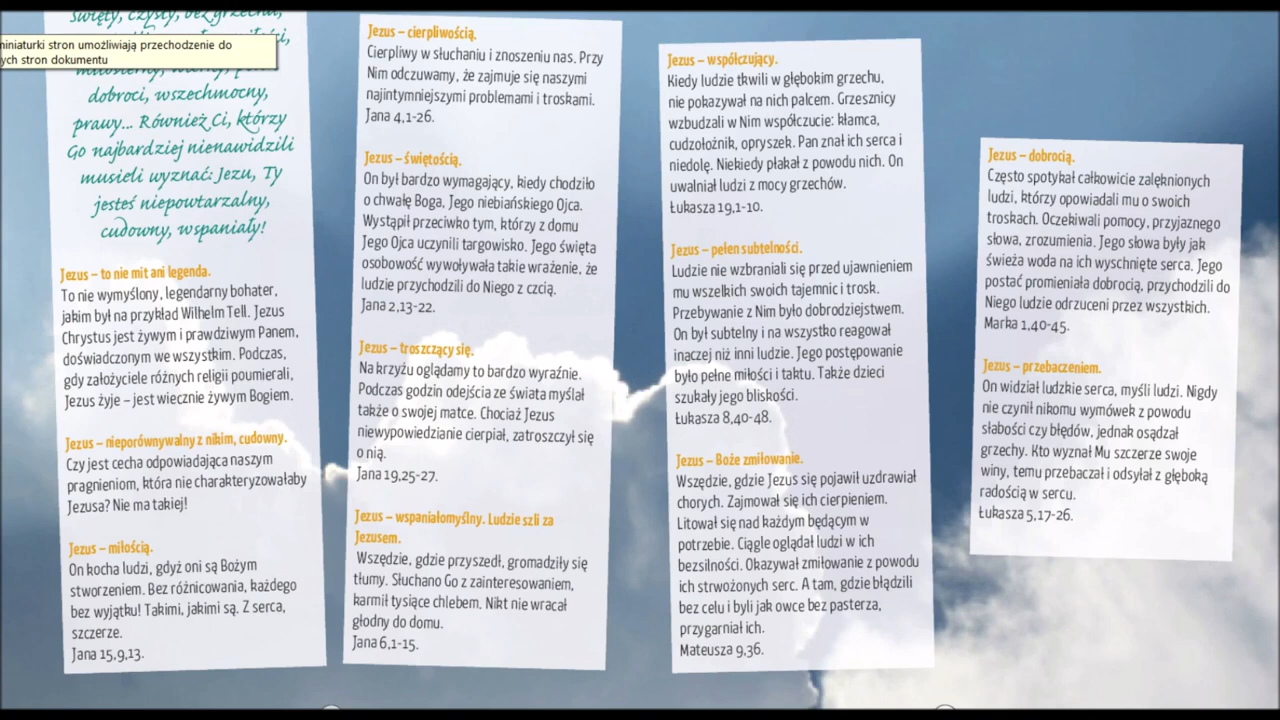 święty, czysty, bez grzechu,
miniaturki stron umożliwiają przechodzenie do
ych stron dokumentu
dobroci, wszechmocny,
prawy... Również Ci, którzy
Go najbardziej nienawidzili
musieli wyznać: Jezu, Ty
jesteś niepowtarzalny,
cudowny, wspaniały!
Jezus – to nie mit ani legenda.
To nie wymyślony, legendarny bohater,
jakim był na przykład Wilhelm Tell. Jezus
Chrystus jest żywym i prawdziwym Panem,
doświadczonym we wszystkim. Podczas,
gdy założyciele różnych religii poumierali,
Jezus żyje – jest wiecznie żywym Bogiem.
Jezus – nieporównywalny z nikim, cudowny.
Czy jest cecha odpowiadająca naszym
pragnieniom, która nie charakteryzowałaby
Jezusa? Nie ma takiej!
Jezus – miłością.
On kocha ludzi, gdyż oni są Bożym
stworzeniem. Bez różnicowania, każdego
bez wyjątku! Takimi, jakimi są. Z serca,
szczerze.
Jana 15,9,13.
Jezus – cierpliwością.
Cierpliwy w słuchaniu i znoszeniu nas. Przy
Nim odczuwamy, że zajmuje się naszymi
najintymniejszymi problemami i troskami.
Jana 4,1-26.
Jezus – świętością.
On był bardzo wymagający, kiedy chodziło
o chwałę Boga, Jego niebiańskiego Ojca.
Wystąpił przeciwko tym, którzy z domu
Jego Ojca uczynili targowisko. Jego święta
osobowość wywoływała takie wrażenie, że
ludzie przychodzili do Niego z czcią.
Jana 2,13-22.
Jezus – troszczący się.
Na krzyżu oglądamy to bardzo wyraźnie.
Podczas godzin odejścia ze świata myślał
także o swojej matce. Chociaż Jezus
niewypowiedzianie cierpiał, zatroszczył się
o nią.
Jana 19,25-27.
Jezus – wspaniałomyślny. Ludzie szli za
Jezusem.
Wszędzie, gdzie przyszedł, gromadziły się
tłumy. Słuchano Go z zainteresowaniem,
karmił tysiące chlebem. Nikt nie wracał
głodny do domu.
Jana 6,1-15.
Jezus – współczujący.
Kiedy ludzie tkwili w głębokim grzechu,
nie pokazywał na nich palcem. Grzesznicy
wzbudzali w Nim współczucie: kłamca,
cudzołożnik, opryszek. Pan znał ich serca i
niedolę. Niekiedy płakał z powodu nich. On
uwalniał ludzi z mocy grzechów.
Łukasza 19,1-10.
Jezus – pełen subtelności.
Ludzie nie wzbraniali się przed ujawnieniem
mu wszelkich swoich tajemnic i trosk.
Przebywanie z Nim było dobrodziejstwem.
On był subtelny i na wszystko reagował
inaczej niż inni ludzie. Jego postępowanie
było pełne miłości i taktu. Także dzieci
szukały jego bliskości.
Łukasza 8,40-48.
Jezus – Boże zmiłowanie.
Wszędzie, gdzie Jezus się pojawił uzdrawiał
chorych. Zajmował się ich cierpieniem.
Litował się nad każdym będącym w
potrzebie. Ciągle oglądał ludzi w ich
bezsilności. Okazywał zmiłowanie z powodu
ich strwożonych serc. A tam, gdzie błądzili
bez celu i byli jak owce bez pasterza,
przygarniał ich.
Mateusza 9,36.
Jezus – dobrocią.
Często spotykał całkowicie zalęknionych
ludzi, którzy opowiadali mu o swoich
troskach. Oczekiwali pomocy, przyjaznego
słowa, zrozumienia. Jego słowa były jak
świeża woda na ich wyschnięte serca. Jego
postać promieniała dobrocią, przychodzili do
Niego ludzie odrzuceni przez wszystkich.
Marka 1,40-45.
Jezus – przebaczeniem.
On widział ludzkie serca, myśli ludzi. Nigdy
nie czynił nikomu wymówek z powodu
słabości czy błędów, jednak osądzał
grzechy. Kto wyznał Mu szczerze swoje
winy, temu przebaczał i odsyłał z głęboką
radością w sercu.
Łukasza 5,17-26.